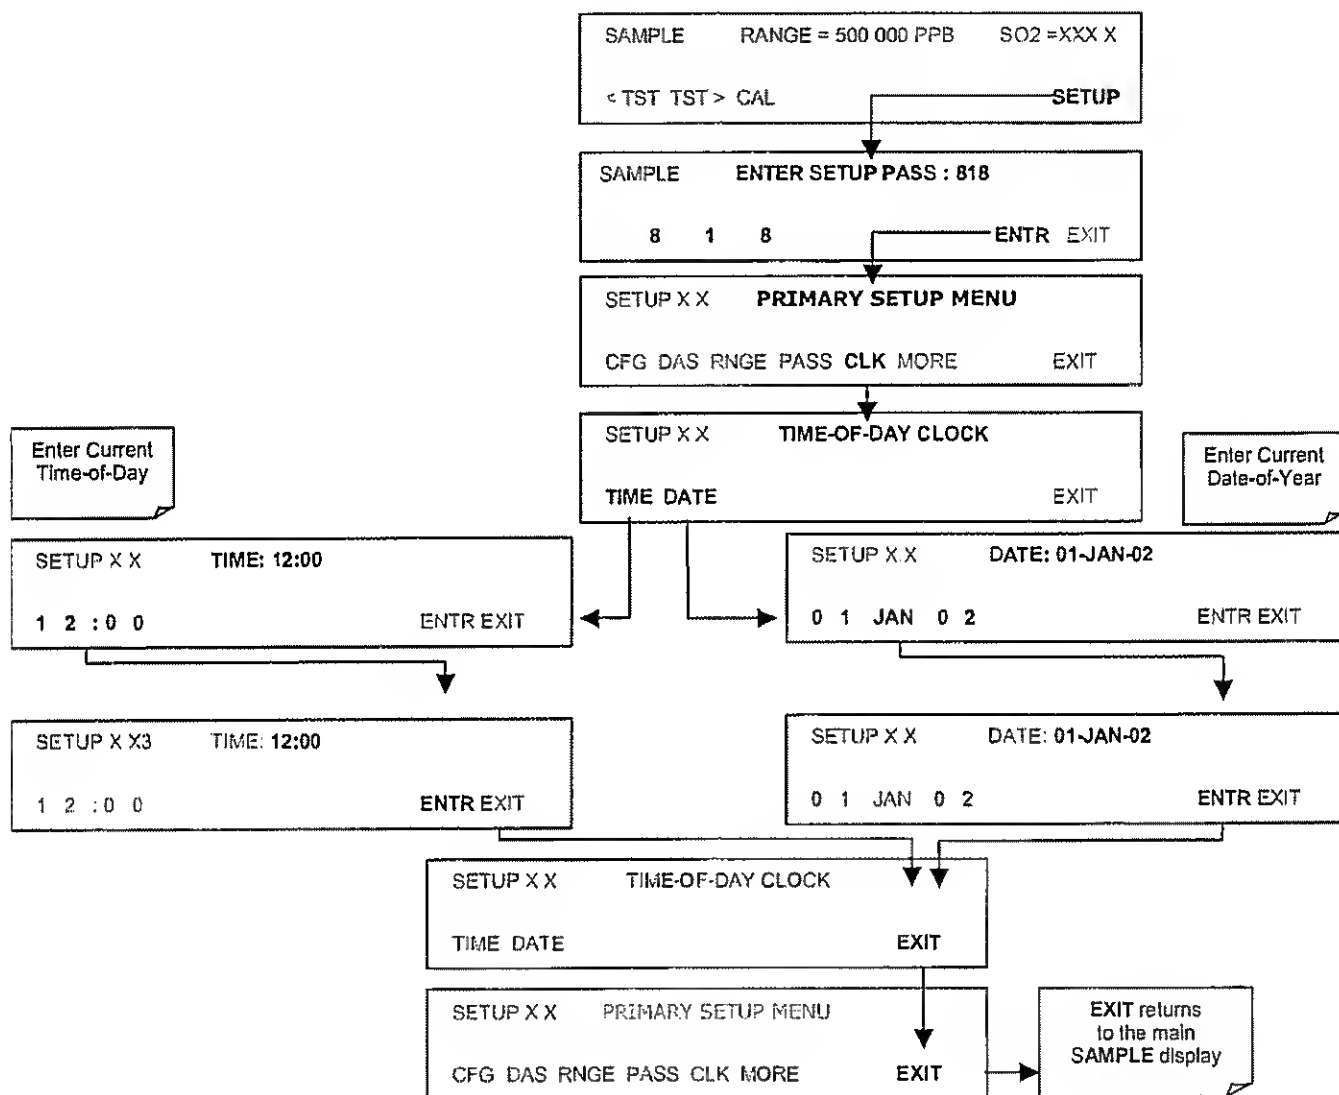 SAMPLE RANGE = 500 000 PPB SO2 =XXX X
< TST TST > CAL SETUP
SAMPLE ENTER SETUP PASS : 818
8 1 8 ENTR EXIT
SETUP X X PRIMARY SETUP MENU
CFG DAS RNGE PASS CLK MORE EXIT
SETUP X X TIME-OF-DAY CLOCK
TIME DATE EXIT
Enter Current
Time-of-Day
Enter Current
Date-of-Year
SETUP X X TIME: 12:00
1 2 : 0 0 ENTR EXIT
SETUP X X DATE: 01-JAN-02
0 1 JAN 0 2 ENTR EXIT
SETUP X X3 TIME: 12:00
1 2 : 0 0 ENTR EXIT
SETUP X X DATE: 01-JAN-02
0 1 JAN 0 2 ENTR EXIT
SETUP X X TIME-OF-DAY CLOCK
TIME DATE EXIT
SETUP X X PRIMARY SETUP MENU
CFG DAS RNGE PASS CLK MORE EXIT
EXIT returns
to the main
SAMPLE display